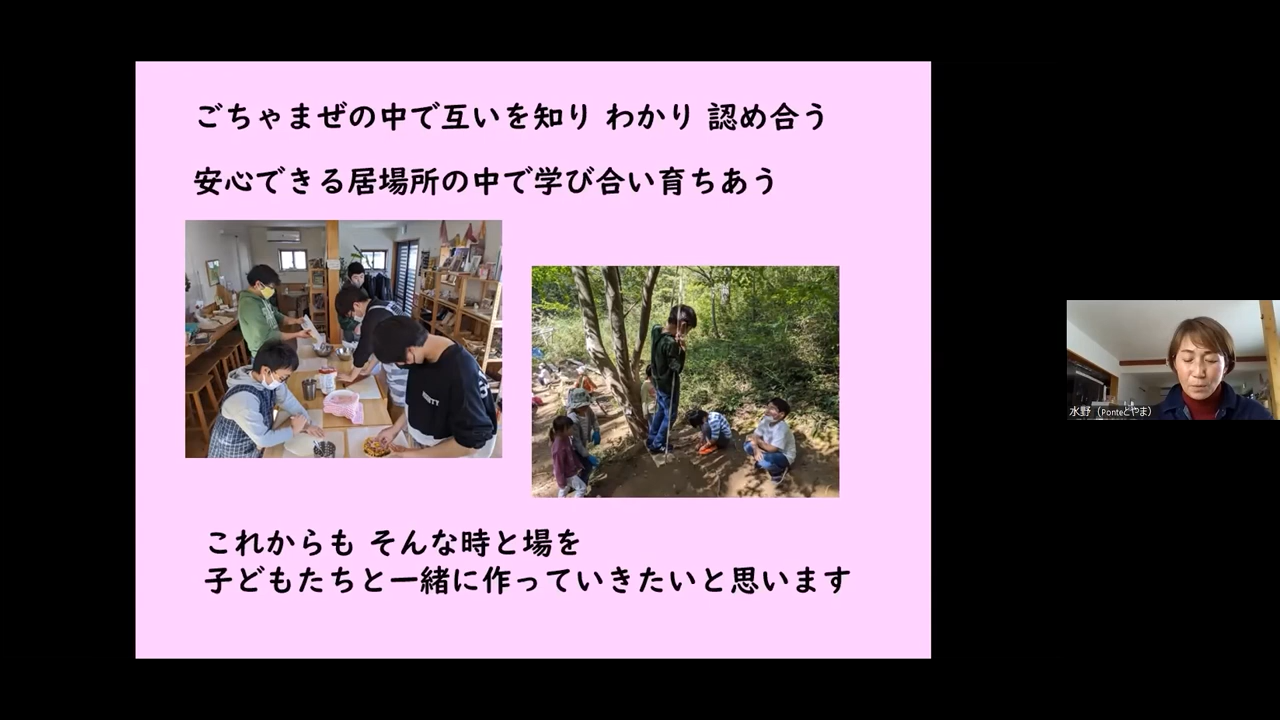 ごちゃまぜの中で互いを知り わかり 認め合う
安心できる居場所の中で学び合い育ちあう
これからも そんな時と場を
子どもたちと一緒に作っていきたいと思います
水野（Ponteとやま）